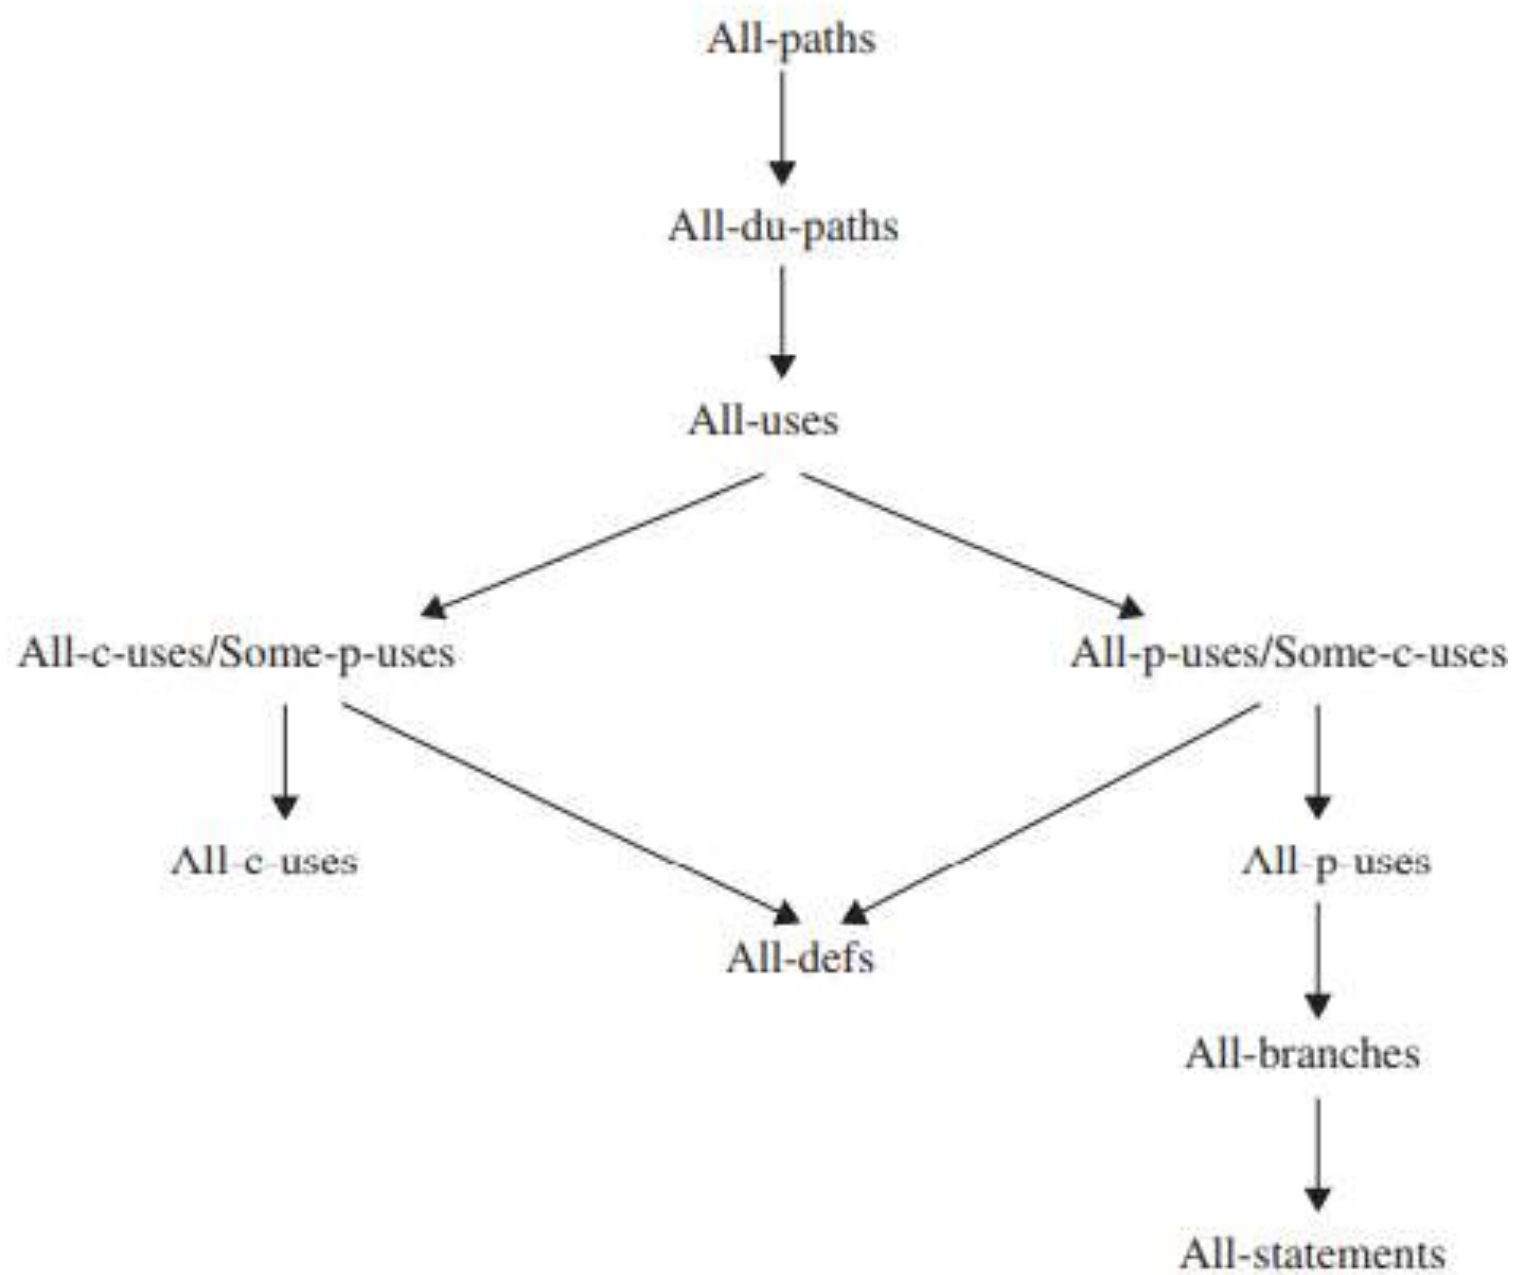 All-paths
All-du-paths
All-uses
All-c-uses/Some-p-uses
All-p-uses/Some-c-uses
All-c-uses
All-p-uses
All-defs
All-branches
All-statements